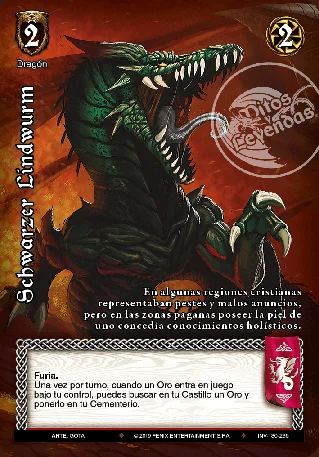 2
2
Dragón
Mitos y
Leyendas
Schwarzer Lindwurm
En algunas regiones cristianas
representaban pestes y malos anuncios,
pero en las zonas paganas poseer la piel de
uno concedía conocimientos holísticos.
Furia.
Una vez por turno, cuando un Oro entra en juego
bajo tu control, puedes buscar en tu Castillo un Oro y
ponerlo en tu Cementerio.
ARTE: GOTA
©2019 FENIX ENTERTAINMENT S.P.A